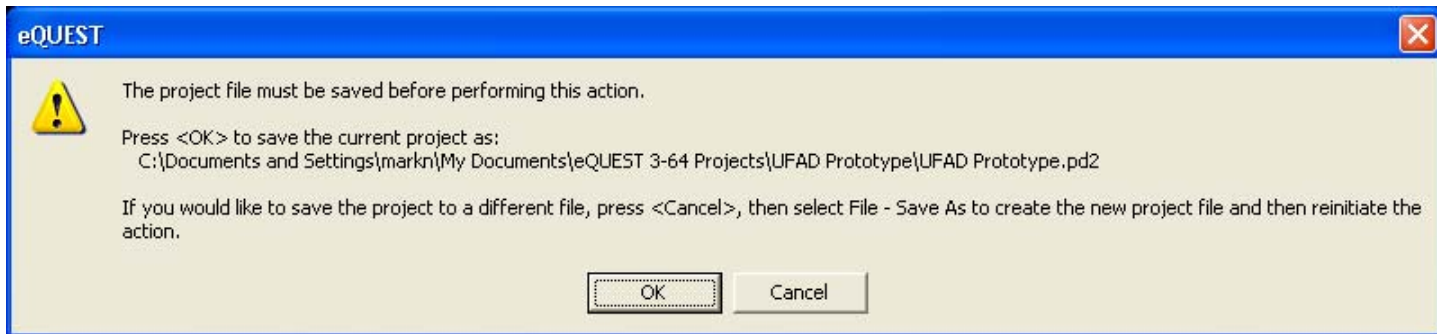 eQUEST
The project file must be saved before performing this action.
Press <OK> to save the current project as:
C:\Documents and Settings\markn\My Documents\eQUEST 3-64 Projects\UFAD Prototype\UFAD Prototype.pd2
If you would like to save the project to a different file, press <Cancel>, then select File - Save As to create the new project file and then reinitiate the
action.
OK
Cancel